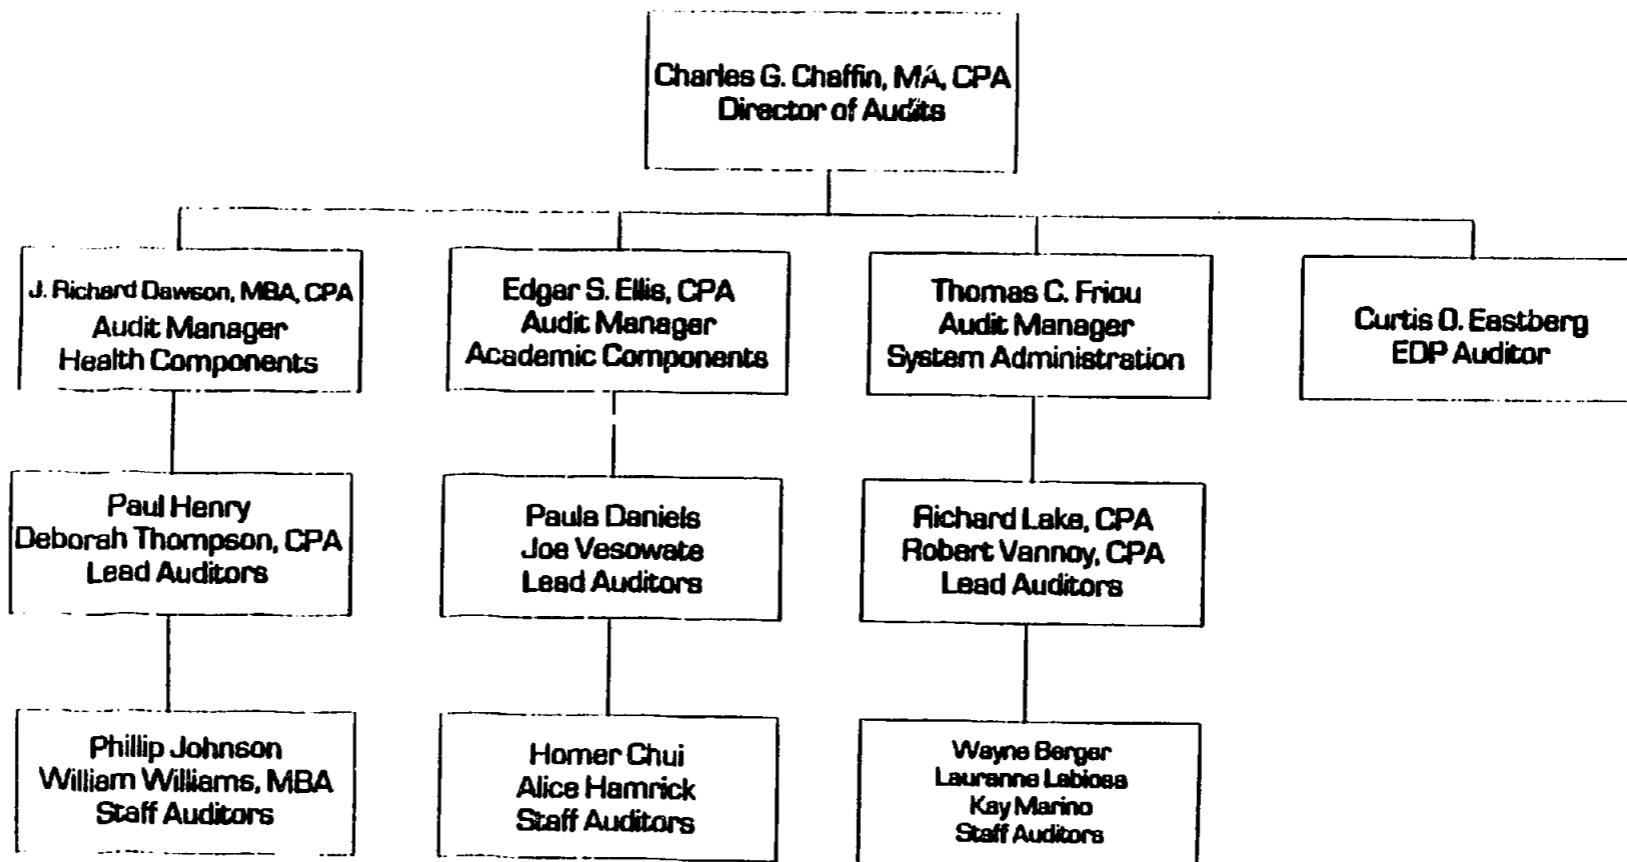 Charles G. Chaffin, MA, CPA
Director of Audits
J. Richard Dawson, MBA, CPA
Audit Manager
Health Components
Edgar S. Ellis, CPA
Audit Manager
Academic Components
Thomas C. Friou
Audit Manager
System Administration
Curtis O. Eastberg
EDP Auditor
Paul Henry
Deborah Thompson, CPA
Lead Auditors
Paula Daniels
Joe Vesowate
Lead Auditors
Richard Lake, CPA
Robert Vannoy, CPA
Lead Auditors
Phillip Johnson
William Williams, MBA
Staff Auditors
Homer Chui
Alice Hamrick
Staff Auditors
Wayne Berger
Lauranne Labiosa
Kay Marino
Staff Auditors